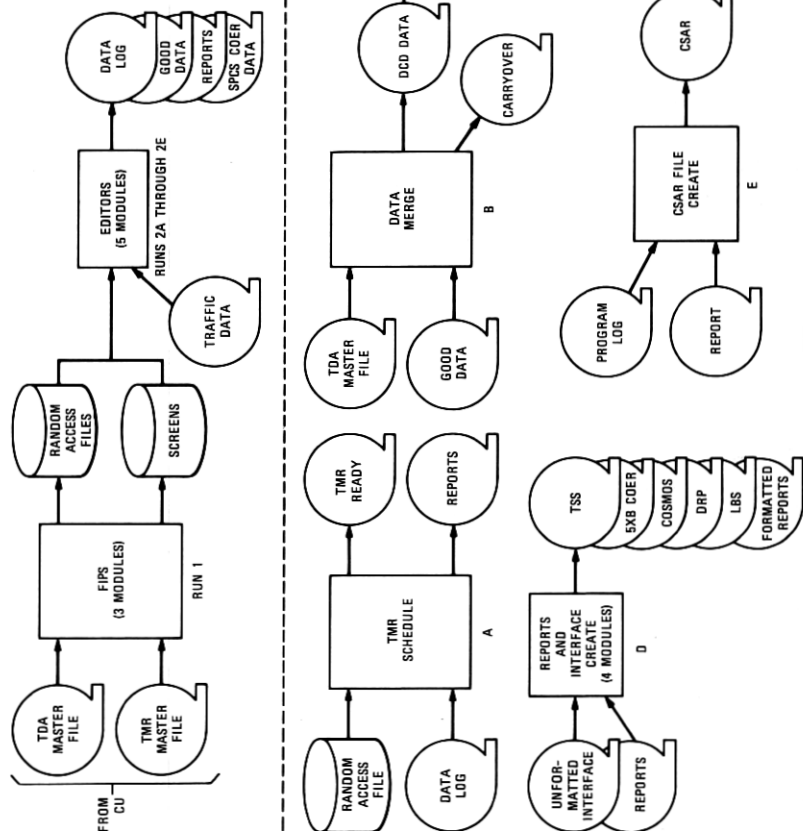 FROM
CU
TDA
MASTER
FILE
TMR
MASTER
FILE
FIPS
(3 MODULES)
RUN 1
RANDOM
ACCESS
FILES
SCREENS
TRAFFIC
DATA
EDITORS
(5 MODULES)
RUNS 2A THROUGH 2E
DATA
LOG
GOOD
DATA
REPORTS
SPCS COER
DATA
RANDOM
ACCESS
FILE
DATA
LOG
TMR
SCHEDULE
A
TMR
READY
REPORTS
TDA
MASTER
FILE
GOOD
DATA
DATA
MERGE
B
DCD DATA
CARRYOVER
UNFOR-
MATTED
INTERFACE
REPORTS
REPORTS
AND
INTERFACE
CREATE
(4 MODULES)
D
TSS
5XB COER
COSMOS
DRP
LBS
FORMATTED
REPORTS
PROGRAM
LOG
REPORT
CSAR FILE
CREATE
E
CSAR